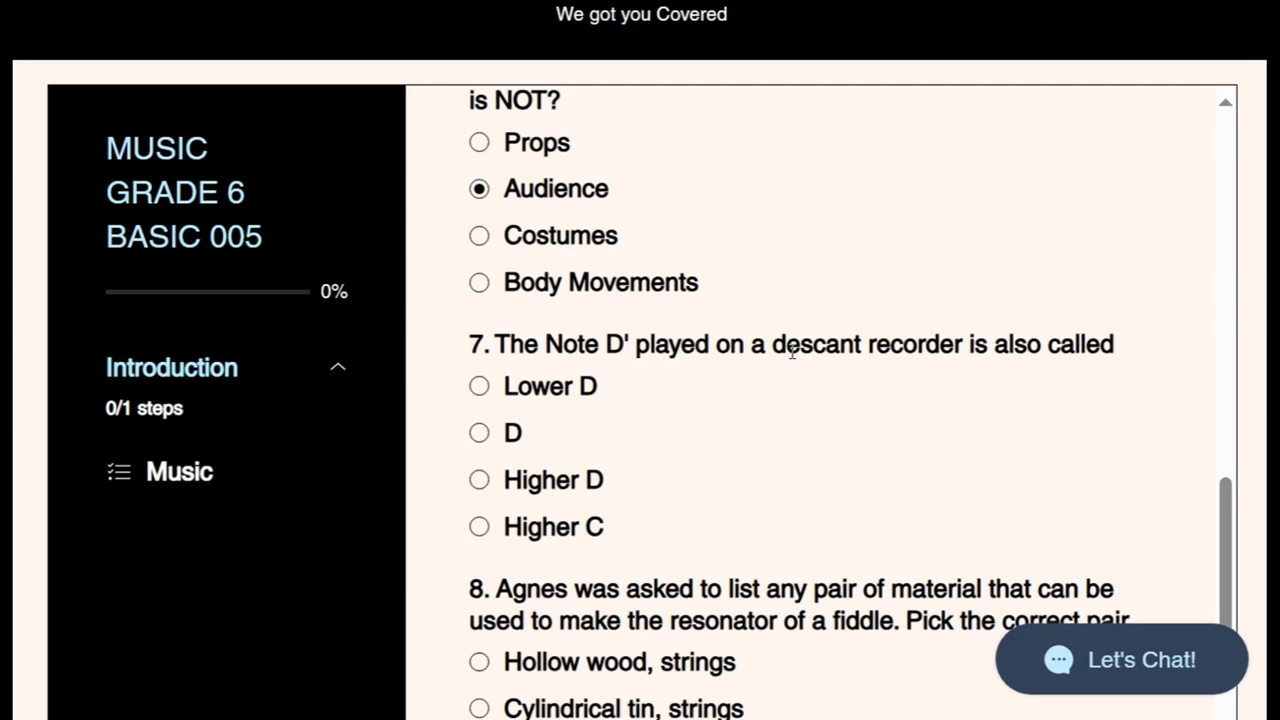 We got you Covered
MUSIC
GRADE 6
BASIC 005
0%
Introduction
0/1 steps
Music
is NOT?
Props
Audience
Costumes
Body Movements
7. The Note D' played on a descant recorder is also called
Lower D
D
Higher D
Higher C
8. Agnes was asked to list any pair of material that can be
used to make the resonator of a fiddle. Pick the correct pair
Hollow wood, strings
Cylindrical tin, strings
Let's Chat!